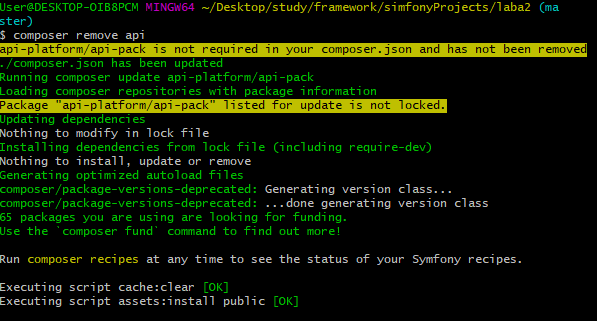 User@DESKTOP-OIB8PCM MINGW64 ~/Desktop/study/framework/simfonyProjects/laba2 (ma
ster)
$ composer remove api
api-platform/api-pack is not required in your composer.json and has not been removed
./composer.json has been updated
Running composer update api-platform/api-pack
Loading composer repositories with package information
Package "api-platform/api-pack" listed for update is not locked.
Updating dependencies
Nothing to modify in lock file
Installing dependencies from lock file (including require-dev)
Nothing to install, update or remove
Generating optimized autoload files
composer/package-versions-deprecated: Generating version class...
composer/package-versions-deprecated: ...done generating version class
65 packages you are using are looking for funding.
Use the `composer fund` command to find out more!
Run composer recipes at any time to see the status of your Symfony recipes.
Executing script cache:clear [OK]
Executing script assets:install public [OK]